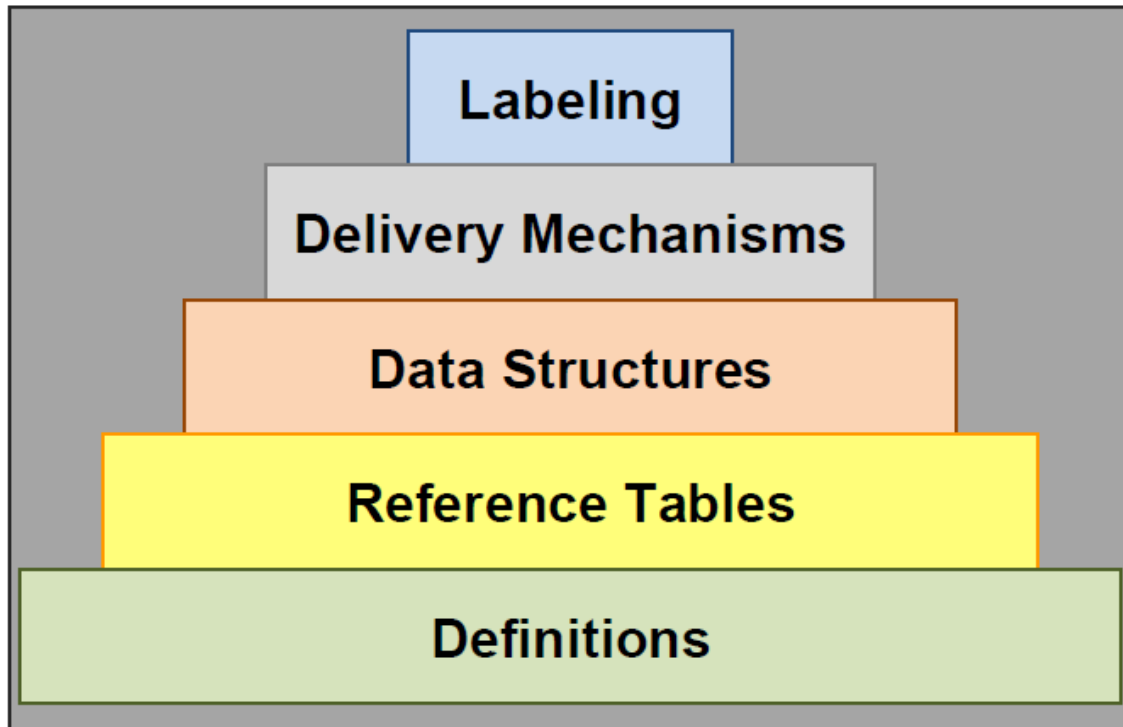 Labeling
Delivery Mechanisms
Data Structures
Reference Tables
Definitions